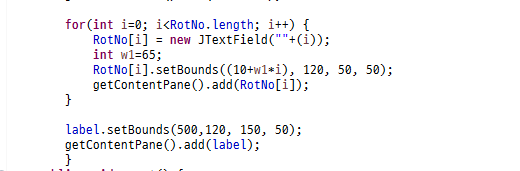 for(int i=0; i<RotNo.length; i++) {
RotNo[i] = new JTextField(""+(i));
int w1=65;
RotNo[i].setBounds((10+w1*i), 120, 50, 50);
getContentPane().add(RotNo[i]);
}
label.setBounds(500,120, 150, 50);
getContentPane().add(label);
}